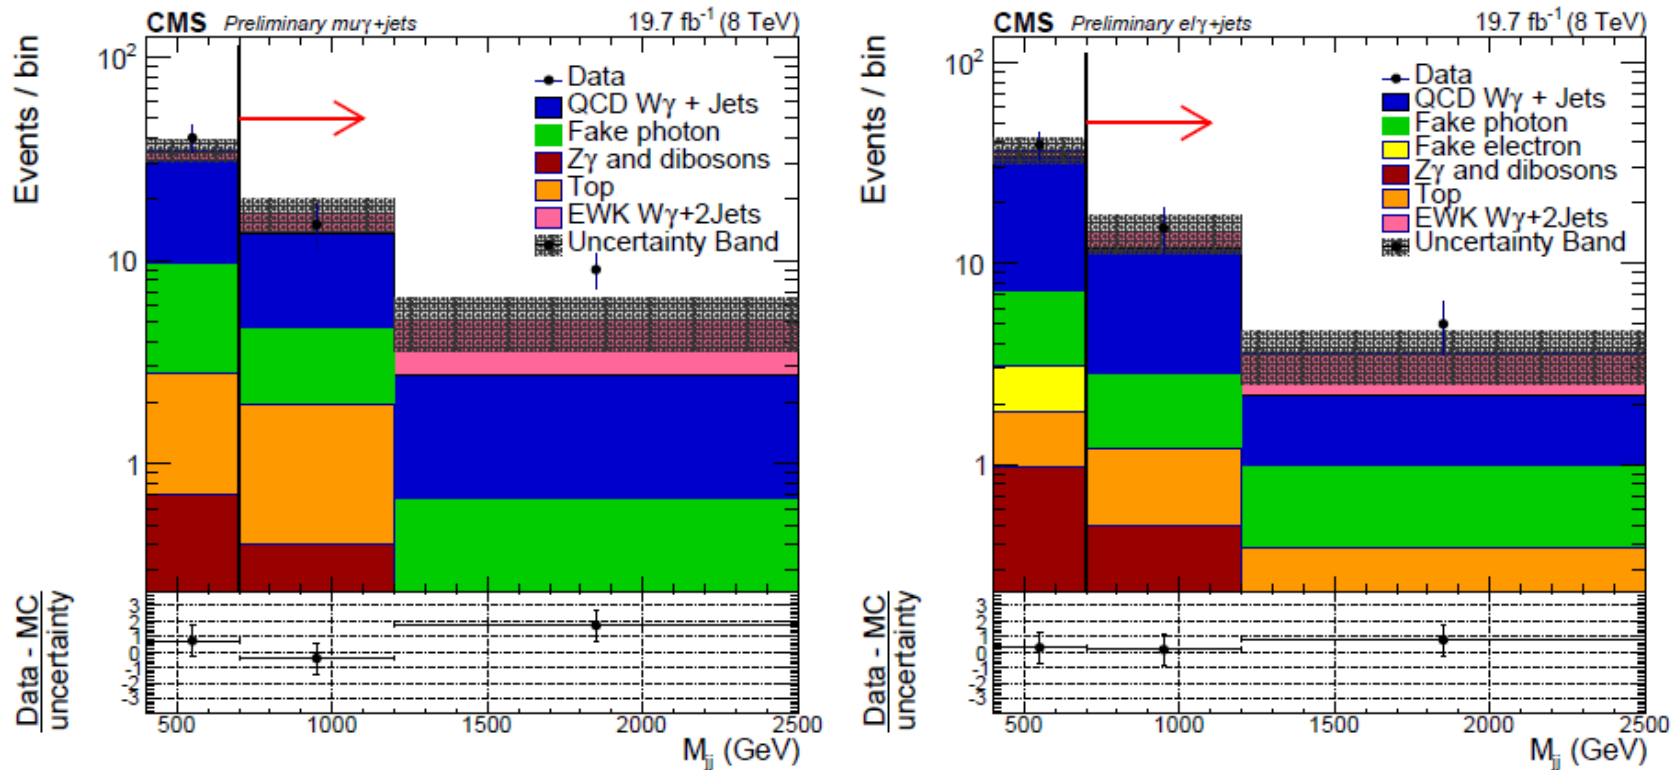 CMS Preliminary muγ+jets 19.7 fb⁻¹ (8 TeV)
Events / bin
10²
10
1
Data
QCD Wγ + Jets
Fake photon
Zγ and dibosons
Top
EWK Wγ+2Jets
Uncertainty Band
Data - MC
uncertainty
3
2
1
0
-1
-2
-3
500 1000 1500 2000 2500
M_jj (GeV)
CMS Preliminary elγ+jets 19.7 fb⁻¹ (8 TeV)
Events / bin
10²
10
1
Data
QCD Wγ + Jets
Fake photon
Fake electron
Zγ and dibosons
Top
EWK Wγ+2Jets
Uncertainty Band
Data - MC
uncertainty
3
2
1
0
-1
-2
-3
500 1000 1500 2000 2500
M_jj (GeV)